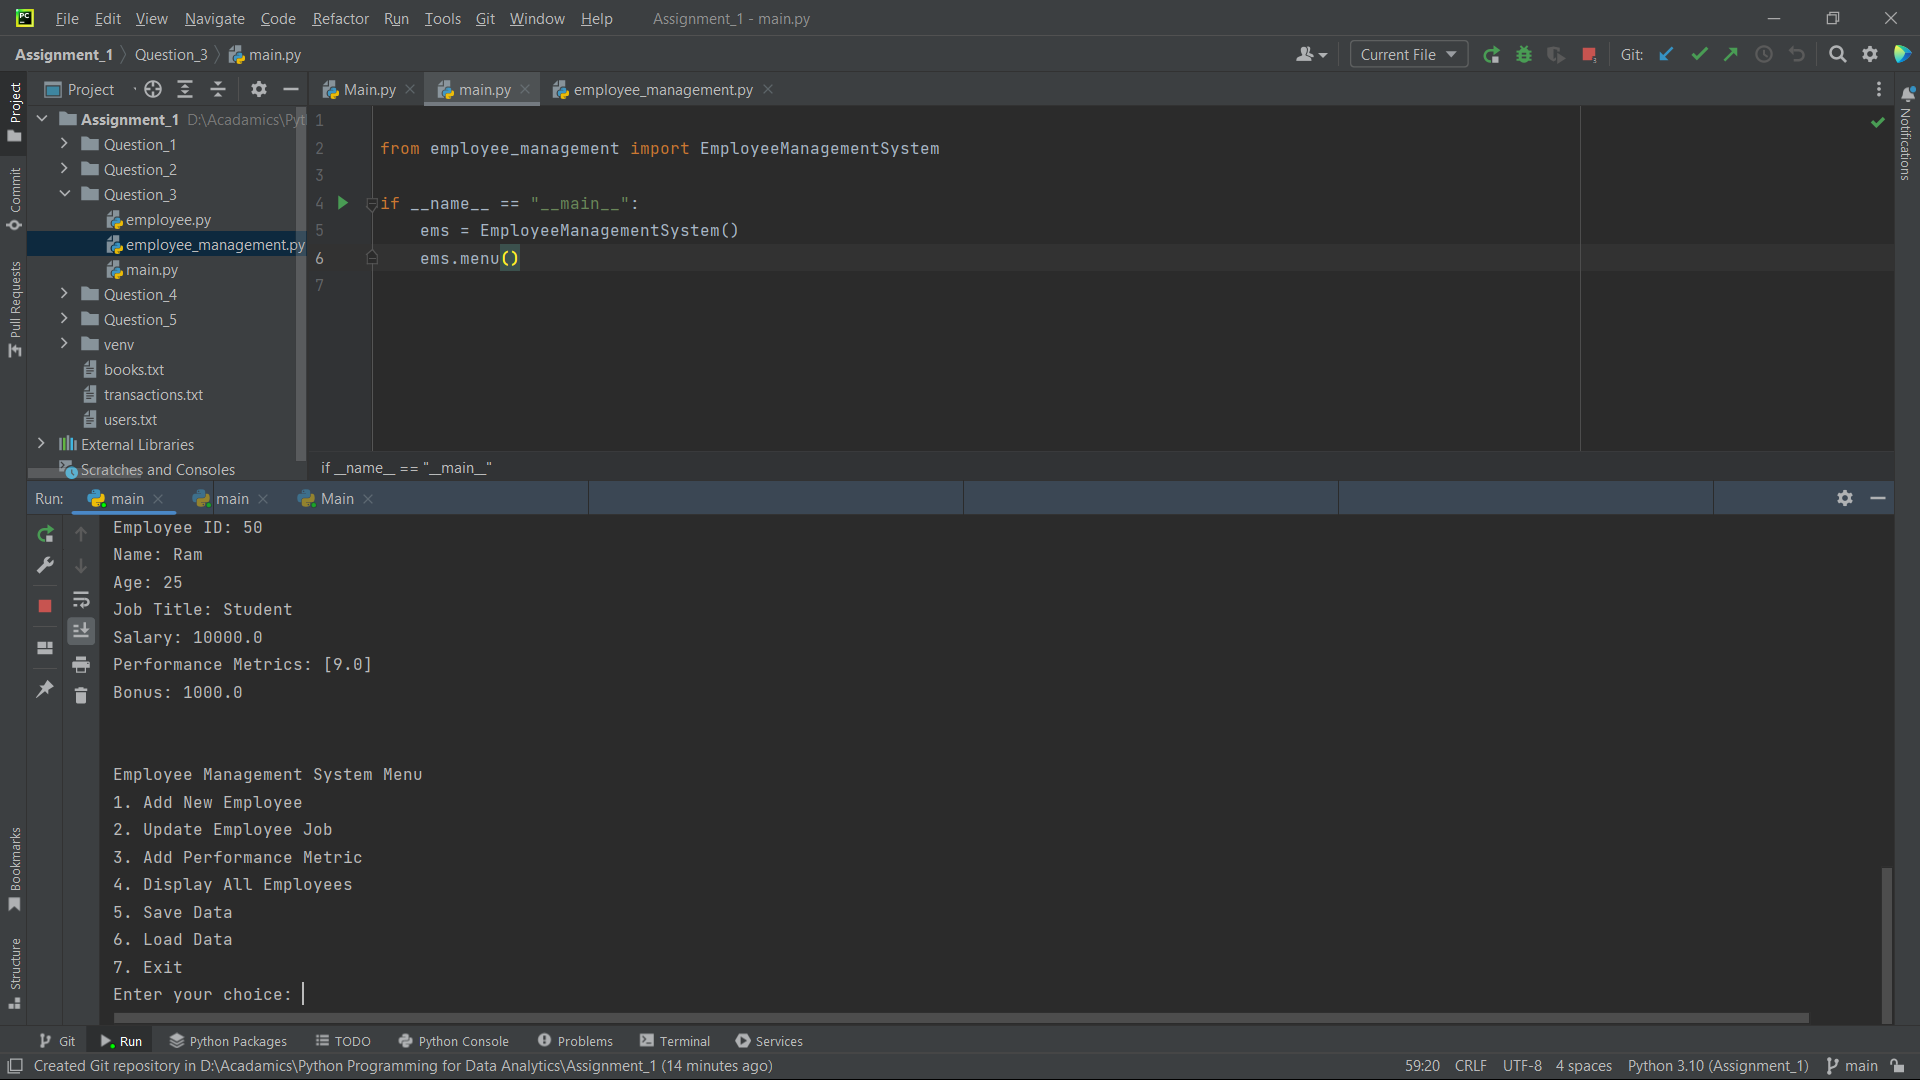 PC File Edit View Navigate Code Refactor Run Tools Git Window Help Assignment_1 - main.py
Assignment_1 Question_3 main.py Current File Git:
Project Main.py main.py employee_management.py
Assignment_1 D:\Acadamics\Pyt
Question_1
Question_2
Question_3
employee.py
employee_management.py
main.py
Question_4
Question_5
venv
books.txt
transactions.txt
users.txt
External Libraries
Scratches and Consoles
1
2 from employee_management import EmployeeManagementSystem
3
4 if __name__ == "__main__":
5 ems = EmployeeManagementSystem()
6 ems.menu()
7
if __name__ == "__main__"
Project
Commit
Pull Requests
Bookmarks
Structure
Notifications
Run: main main Main
Employee ID: 50
Name: Ram
Age: 25
Job Title: Student
Salary: 10000.0
Performance Metrics: [9.0]
Bonus: 1000.0
Employee Management System Menu
1. Add New Employee
2. Update Employee Job
3. Add Performance Metric
4. Display All Employees
5. Save Data
6. Load Data
7. Exit
Enter your choice:
Git Run Python Packages TODO Python Console Problems Terminal Services
Created Git repository in D:\Acadamics\Python Programming for Data Analytics\Assignment_1 (14 minutes ago) 59:20 CRLF UTF-8 4 spaces Python 3.10 (Assignment_1) main